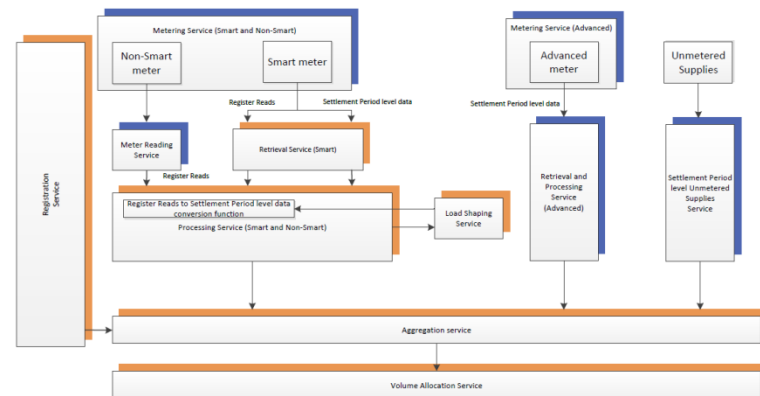 Metering Service (Smart and Non-Smart)
Non-Smart
meter
Smart meter
Metering Service (Advanced)
Advanced
meter
Unmetered
Supplies
Register Reads
Settlement Period level data
Settlement Period level data
Meter Reading
Service
Retrieval Service (Smart)
Register Reads
Registration
Service
Register Reads to Settlement Period level data
conversion function
Processing Service (Smart and Non-Smart)
Load Shaping
Service
Retrieval and
Processing
Service
(Advanced)
Settlement Period
level Unmetered
Supplies
Service
Aggregation service
Volume Allocation Service